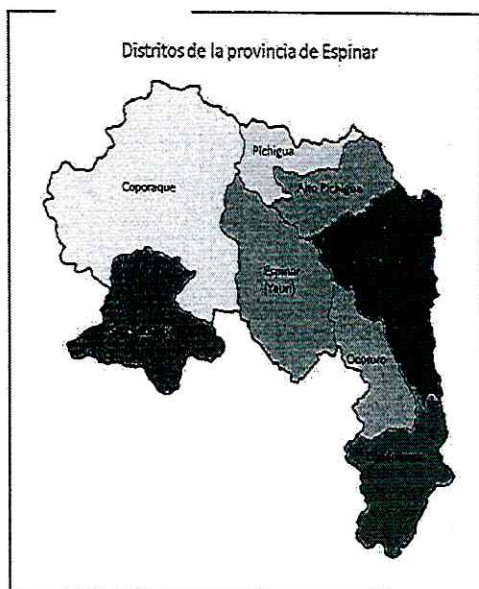 Distritos de la provincia de Espinar
Pichigua
Coporaque
Alto Pichigua
Espinar
(Yauri)
Ocoruro